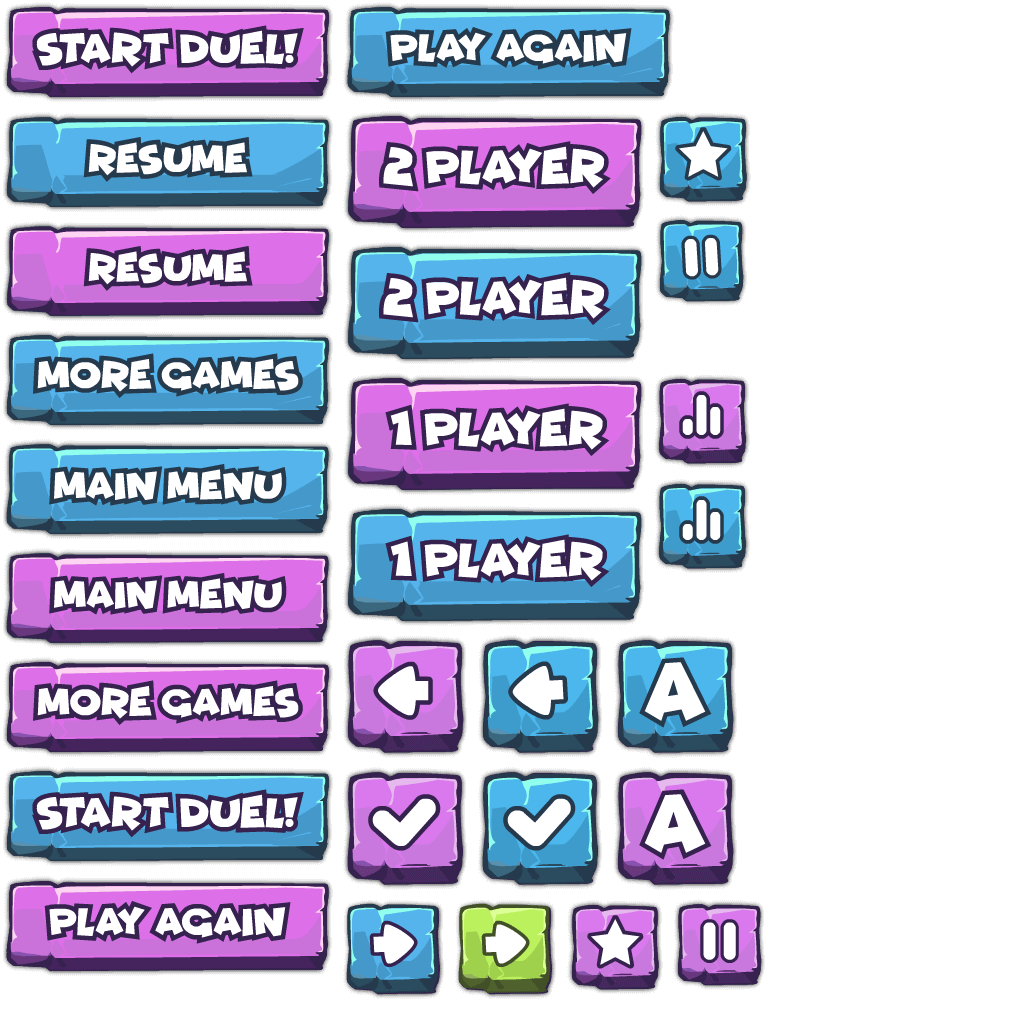 START DUEL!
PLAY AGAIN
RESUME
2 PLAYER
RESUME
2 PLAYER
MORE GAMES
1 PLAYER
MAIN MENU
1 PLAYER
MAIN MENU
MORE GAMES
A
START DUEL!
A
PLAY AGAIN